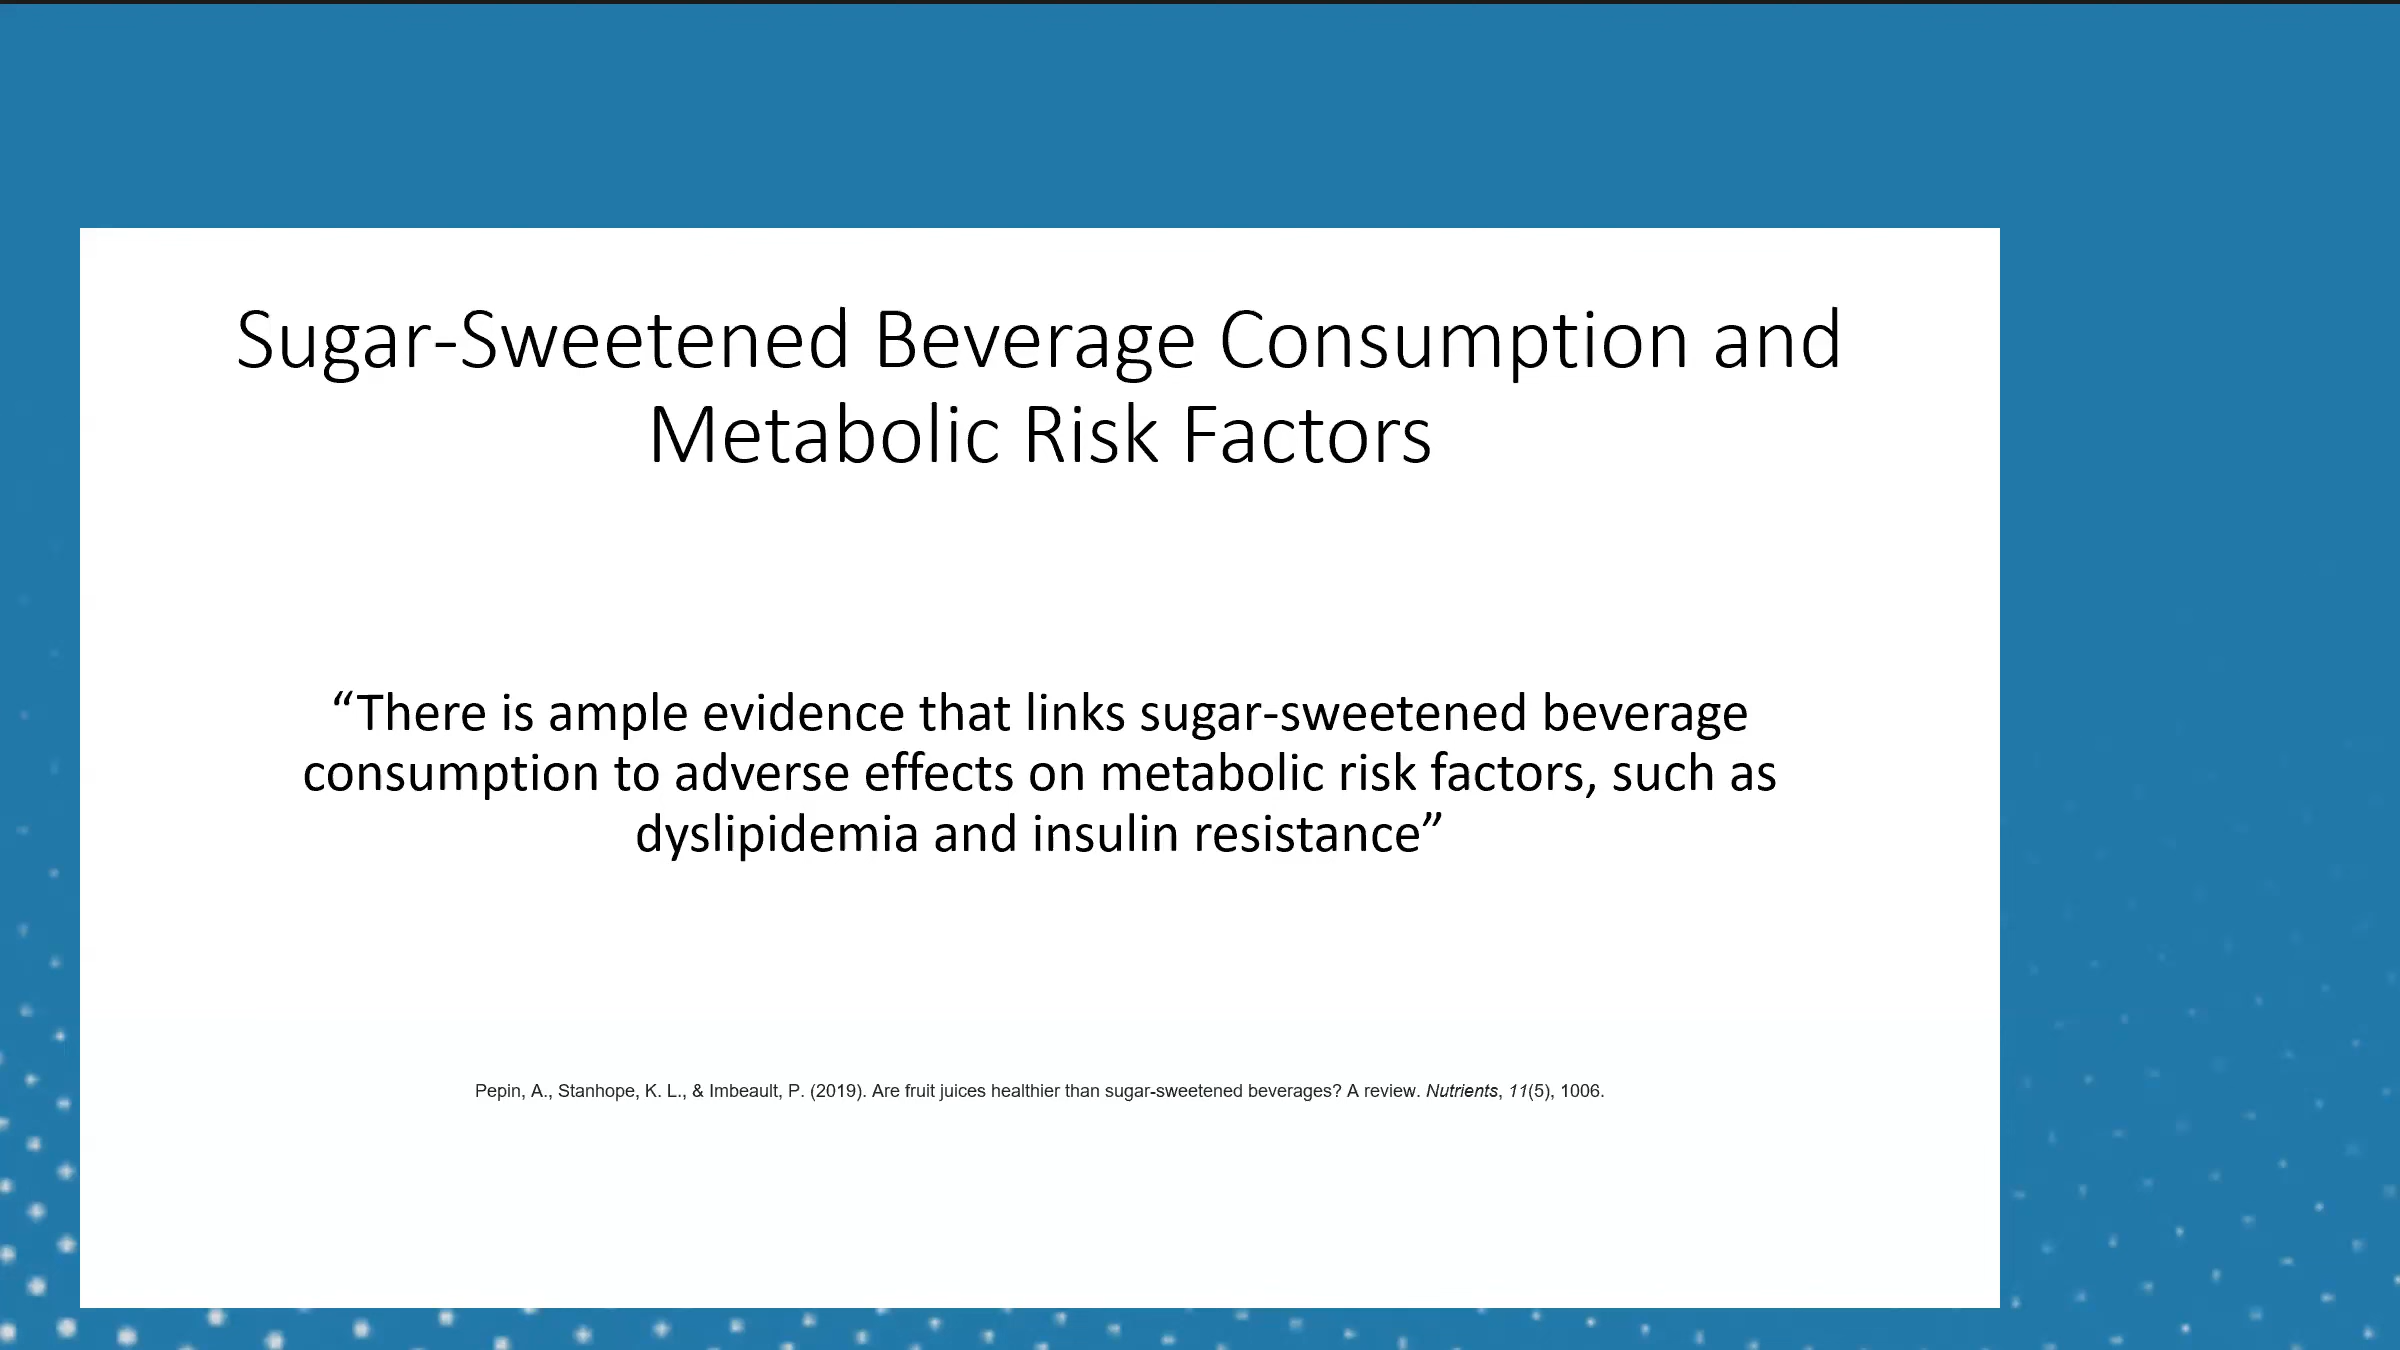 Sugar-Sweetened Beverage Consumption and
Metabolic Risk Factors
“There is ample evidence that links sugar-sweetened beverage
consumption to adverse effects on metabolic risk factors, such as
dyslipidemia and insulin resistance”
Pepin, A., Stanhope, K. L., & Imbeault, P. (2019). Are fruit juices healthier than sugar-sweetened beverages? A review. Nutrients, 11(5), 1006.